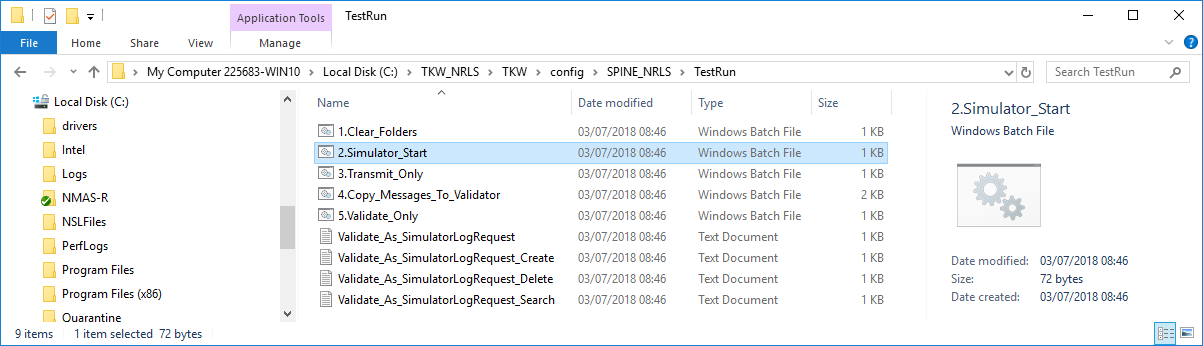 Application Tools
TestRun
File
Home
Share
View
Manage
My Computer 225683-WIN10 > Local Disk (C:) > TKW_NRLS > TKW > config > SPINE_NRLS > TestRun
Search TestRun
Local Disk (C:)
drivers
Intel
Logs
NMAS-R
NSLFiles
PerfLogs
Program Files
Program Files (x86)
Quarantine
Name Date modified Type Size
1.Clear_Folders 03/07/2018 08:46 Windows Batch File 1 KB
2.Simulator_Start 03/07/2018 08:46 Windows Batch File 1 KB
3.Transmit_Only 03/07/2018 08:46 Windows Batch File 1 KB
4.Copy_Messages_To_Validator 03/07/2018 08:46 Windows Batch File 2 KB
5.Validate_Only 03/07/2018 08:46 Windows Batch File 1 KB
Validate_As_SimulatorLogRequest 03/07/2018 08:46 Text Document 1 KB
Validate_As_SimulatorLogRequest_Create 03/07/2018 08:46 Text Document 1 KB
Validate_As_SimulatorLogRequest_Delete 03/07/2018 08:46 Text Document 1 KB
Validate_As_SimulatorLogRequest_Search 03/07/2018 08:46 Text Document 1 KB
2.Simulator_Start
Windows Batch File
Date modified: 03/07/2018 08:46
Size: 72 bytes
Date created: 03/07/2018 08:46
9 items 1 item selected 72 bytes